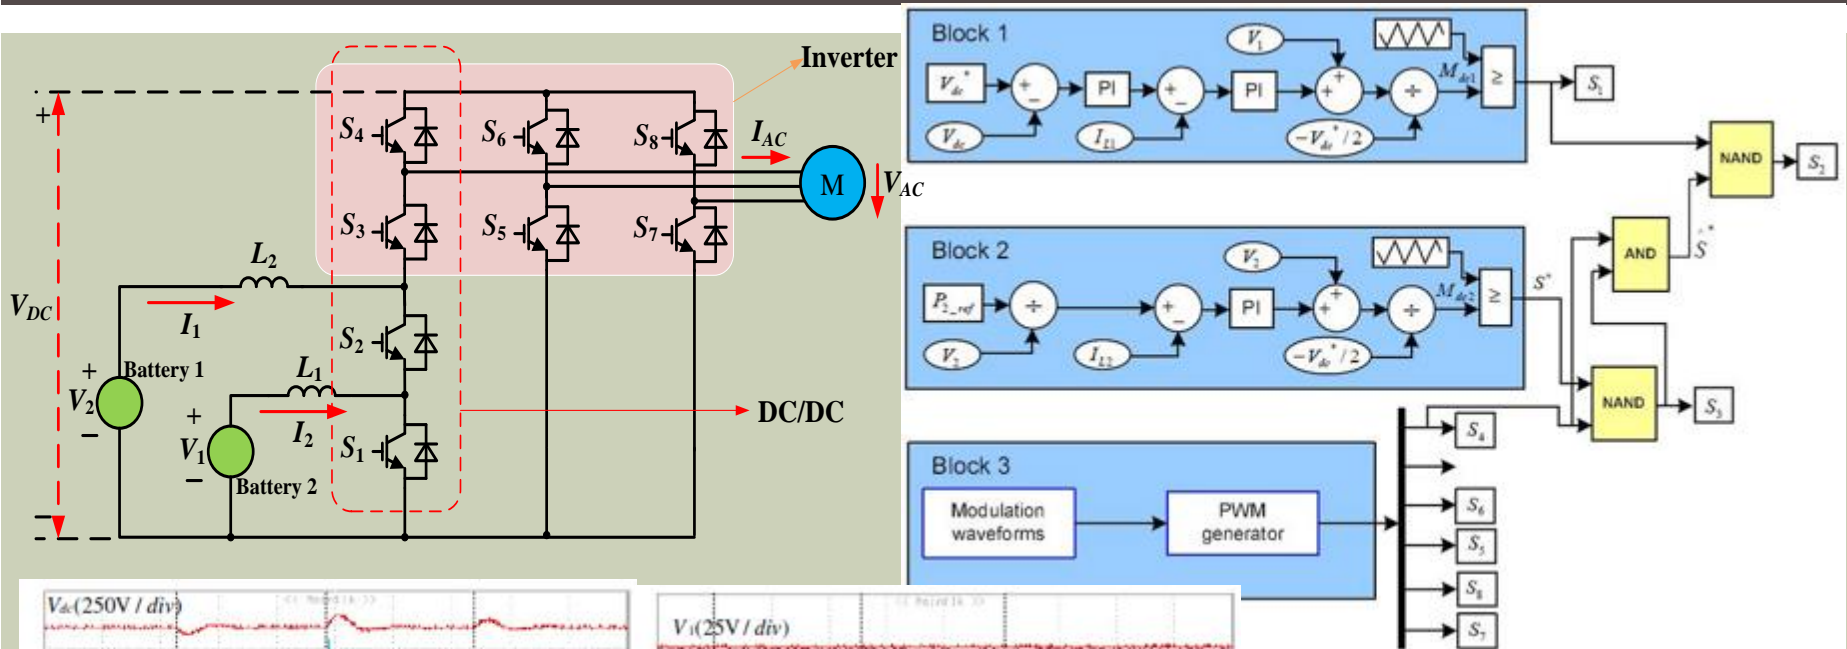 Inverter
+
S4
S6
S8
IAC
M
VAC
S3
S5
S7
L2
VDC
I1
S2
+
Battery 1
V2
L1
−
+
I2
DC/DC
V1
S1
−
Battery 2
−
Vdc(250V / div)
V1(25V / div)
Block 1
V1
Mdc1
Vdc*
+
−
PI
+
−
PI
+
+
÷
≥
S1
Vdc
IL1
−Vdc*/2
NAND
S2
Block 2
V2
Mdc2
S*
AND
P2_ref
÷
+
−
PI
+
+
÷
≥
V2
IL2
−Vdc*/2
NAND
S3
S4
Block 3
Modulation
waveforms
PWM
generator
S6
S5
S8
S7